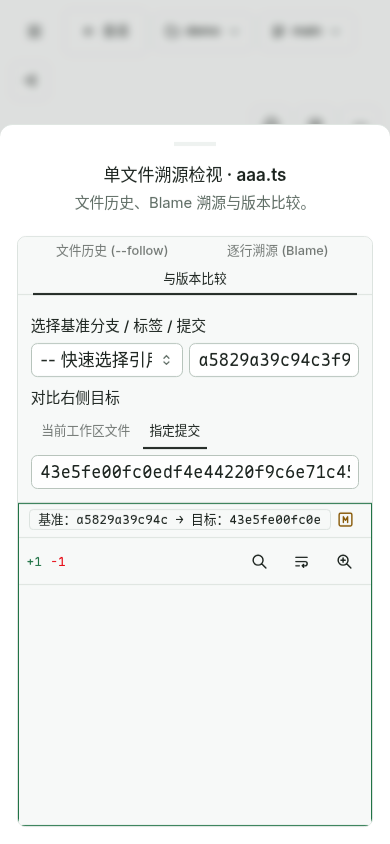 单文件溯源检视 · aaa.ts
文件历史、Blame 溯源与版本比较。
文件历史 (--follow) 逐行溯源 (Blame)
与版本比较
选择基准分支 / 标签 / 提交
-- 快速选择引用 a5829a39c94c3f9
对比右侧目标
当前工作区文件 指定提交
43e5fe00fc0edf4e44220f9c6e71c45
基准: a5829a39c94c → 目标: 43e5fe00fc0e M
+1 -1